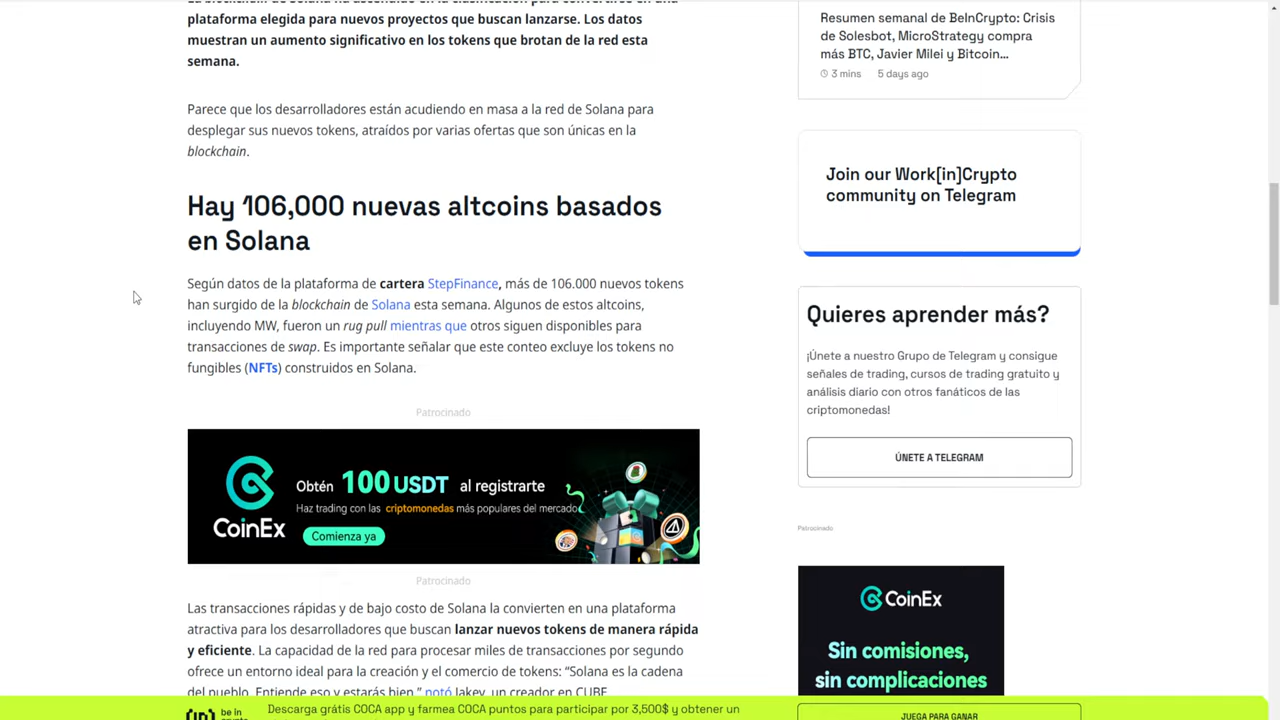 plataforma elegida para nuevos proyectos que buscan lanzarse. Los datos
muestran un aumento significativo en los tokens que brotan de la red esta
semana.
Parece que los desarrolladores están acudiendo en masa a la red de Solana para
desplegar sus nuevos tokens, atraídos por varias ofertas que son únicas en la
blockchain.
Hay 106,000 nuevas altcoins basados
en Solana
Según datos de la plataforma de cartera StepFinance, más de 106.000 nuevos tokens
han surgido de la blockchain de Solana esta semana. Algunos de estos altcoins,
incluyendo MW, fueron un rug pull mientras que otros siguen disponibles para
transacciones de swap. Es importante señalar que este conteo excluye los tokens no
fungibles (NFTs) construidos en Solana.
Patrocinado
CoinEx
Obtén 100 USDT al registrarte
Haz trading con las criptomonedas más populares del mercado
Comienza ya
Patrocinado
Las transacciones rápidas y de bajo costo de Solana la convierten en una plataforma
atractiva para los desarrolladores que buscan lanzar nuevos tokens de manera rápida
y eficiente. La capacidad de la red para procesar miles de transacciones por segundo
ofrece un entorno ideal para la creación y el comercio de tokens: “Solana es la cadena
del pueblo. Entiende eso y estarás bien,” notó Jakey, un creador en CUBE
Resumen semanal de BeInCrypto: Crisis
de Solesbot, MicroStrategy compra
más BTC, Javier Milei y Bitcoin…
3 mins 5 days ago
Join our Work[in]Crypto
community on Telegram
Quieres aprender más?
¡Únete a nuestro Grupo de Telegram y consigue
señales de trading, cursos de trading gratuito y
análisis diario con otros fanáticos de las
criptomonedas!
ÚNETE A TELEGRAM
Patrocinado
CoinEx
Sin comisiones,
sin complicaciones
be in
Descarga grátis COCA app y farmea COCA puntos para participar por 3,500$ y obtener un
JUEGA PARA GANAR